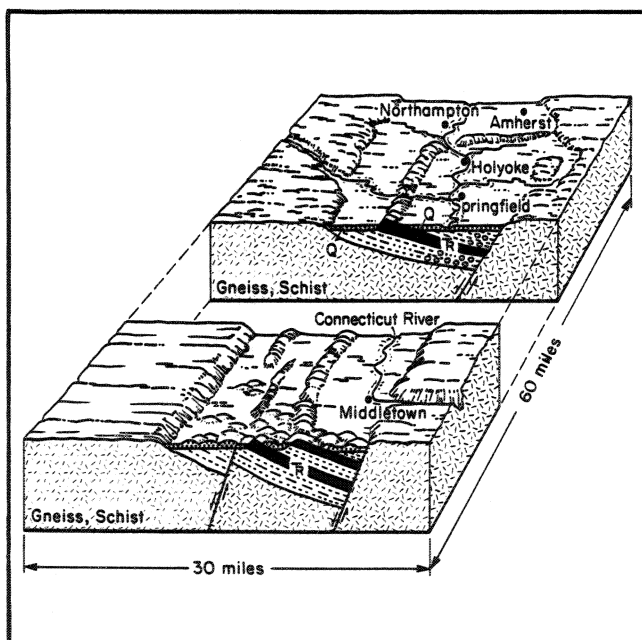 Northampton
Amherst
Holyoke
Springfield
Q
Q
Gneiss, Schist
Connecticut River
Middletown
60 miles
Gneiss, Schist
30 miles